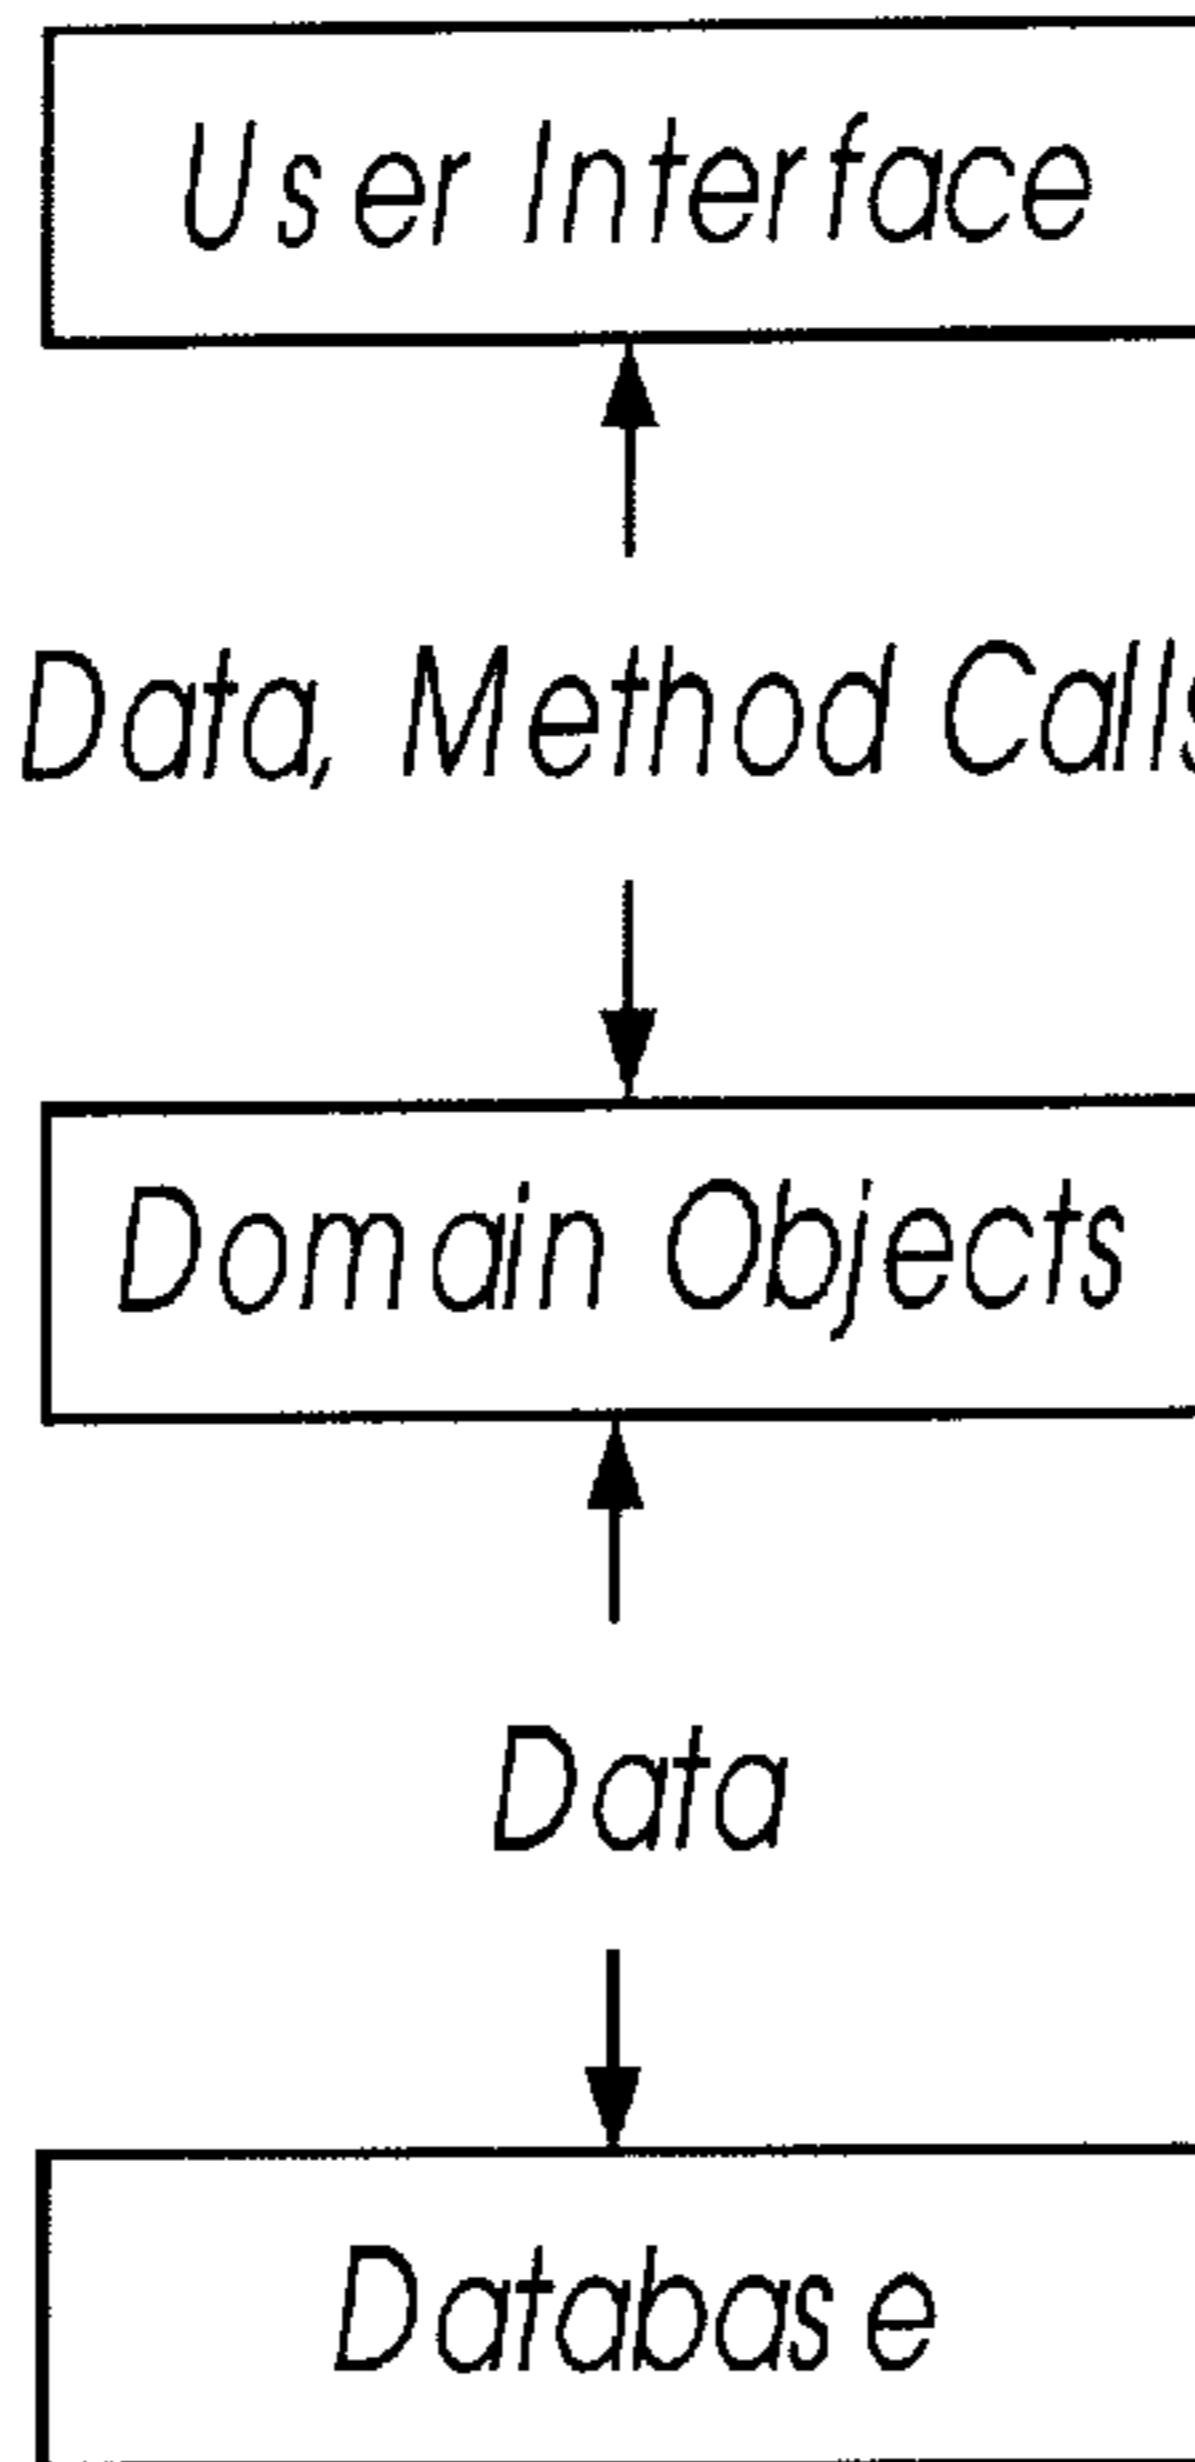 User Interface
Data, Method Calls
Domain Objects
Data
Database